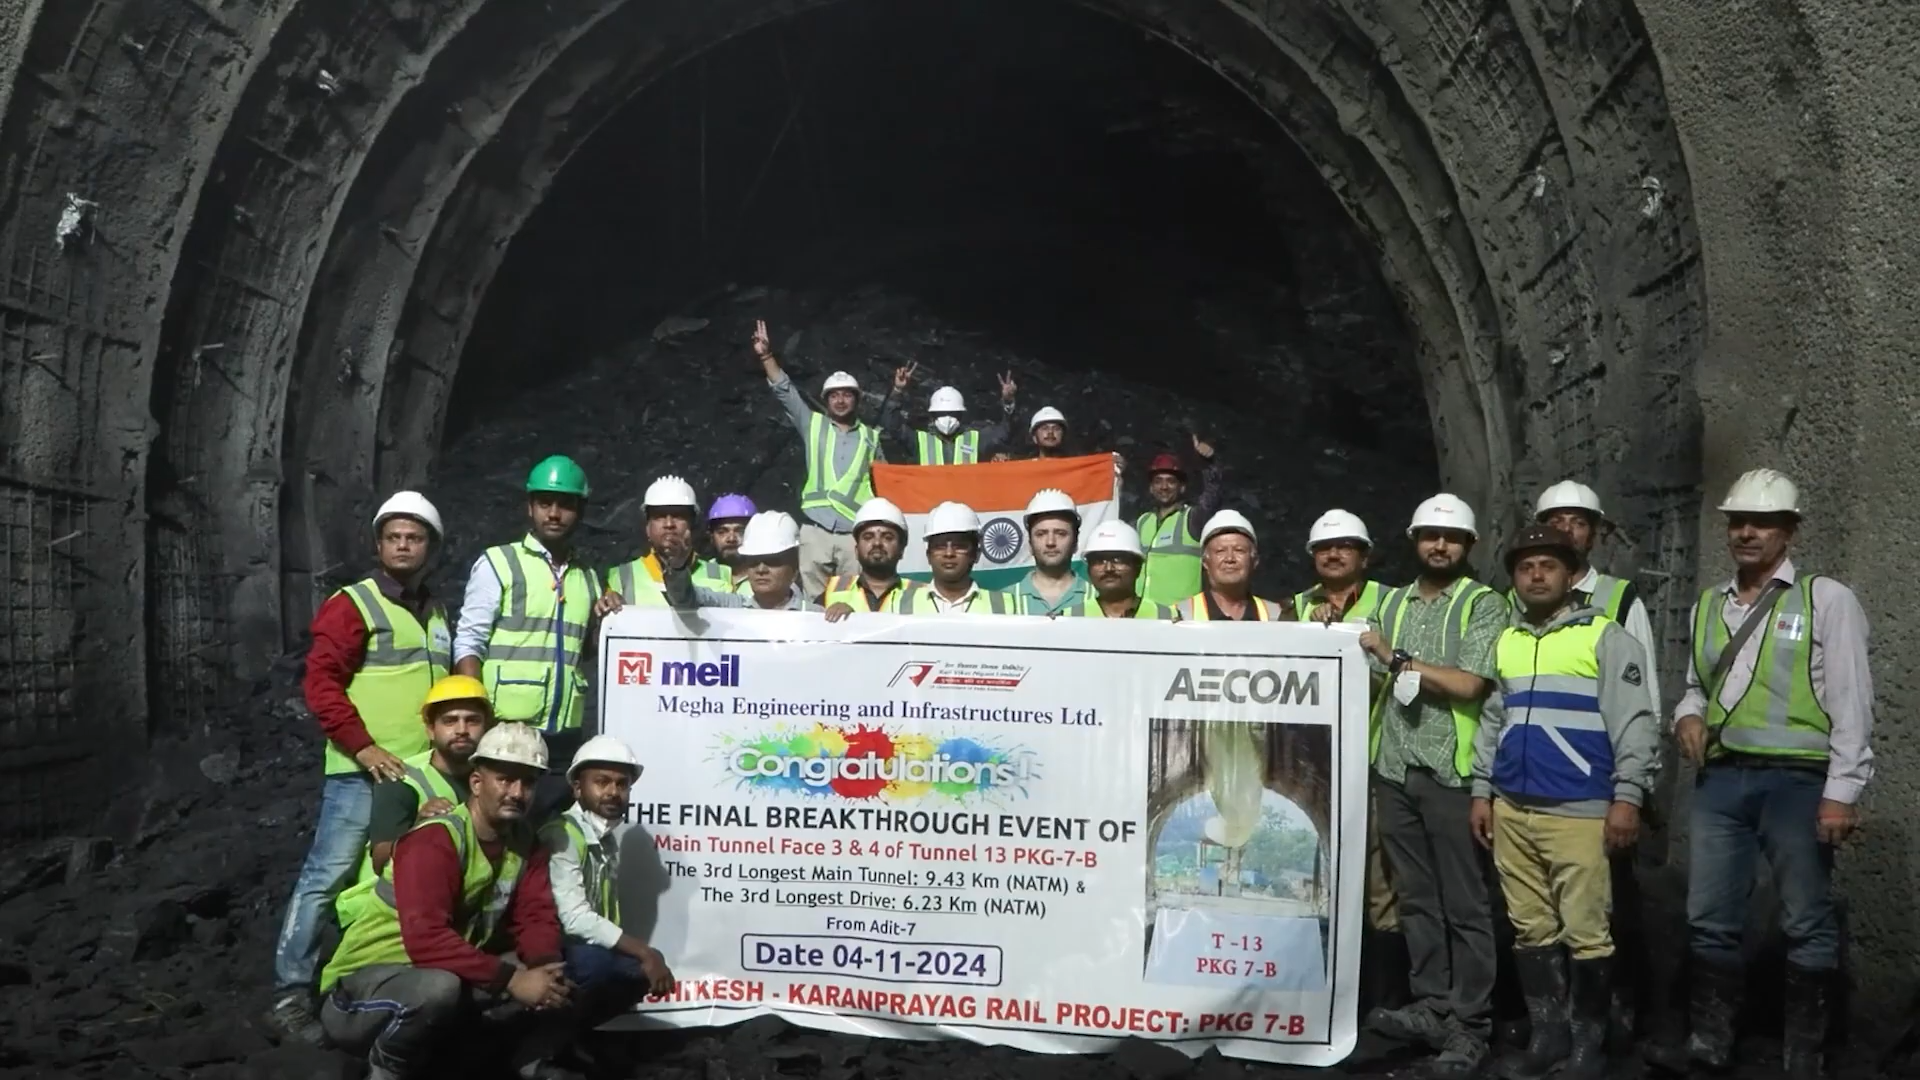 meil
AECOM
Megha Engineering and Infrastructures Ltd.
Congratulations!
THE FINAL BREAKTHROUGH EVENT OF
Main Tunnel Face 3 & 4 of Tunnel 13 PKG-7-B
The 3rd Longest Main Tunnel: 9.43 Km (NATM) &
The 3rd Longest Drive: 6.23 Km (NATM)
From Adit-7
Date 04-11-2024
T -13
PKG 7-B
SHIKESH - KARANPRAYAG RAIL PROJECT: PKG 7-B